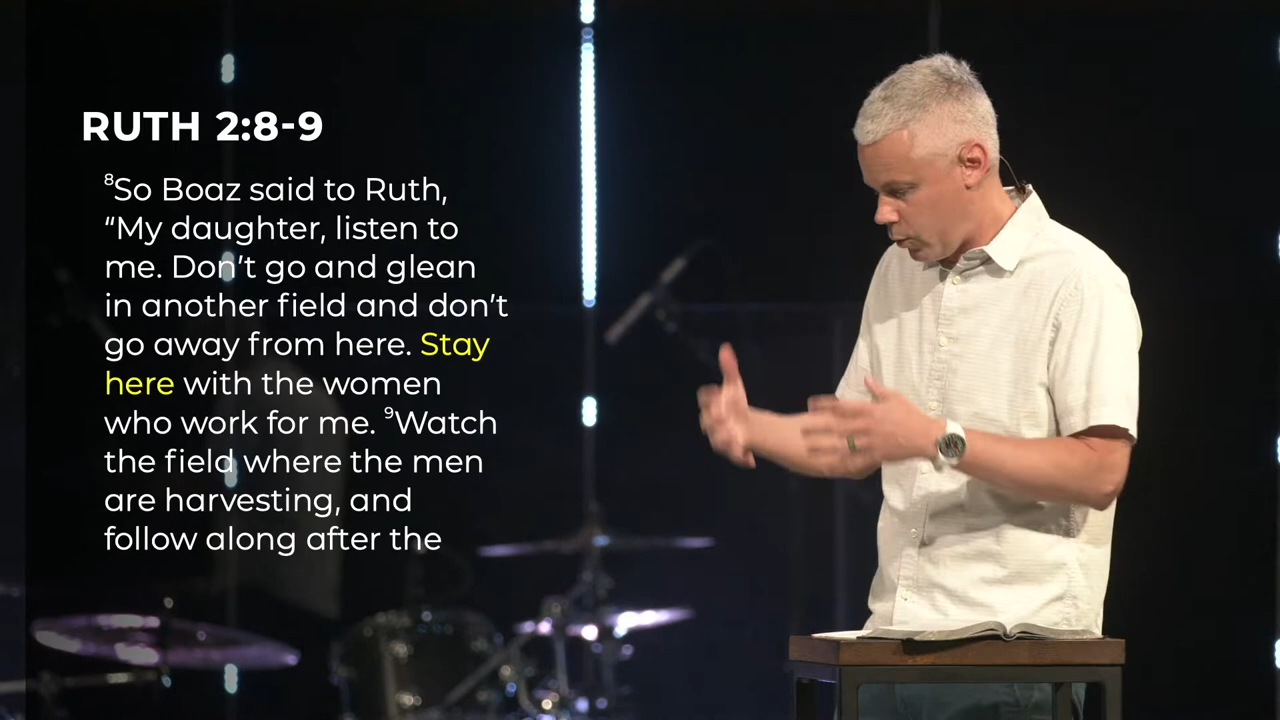 RUTH 2:8-9
⁸So Boaz said to Ruth,
“My daughter, listen to
me. Don’t go and glean
in another field and don’t
go away from here. Stay
here with the women
who work for me. ⁹Watch
the field where the men
are harvesting, and
follow along after the